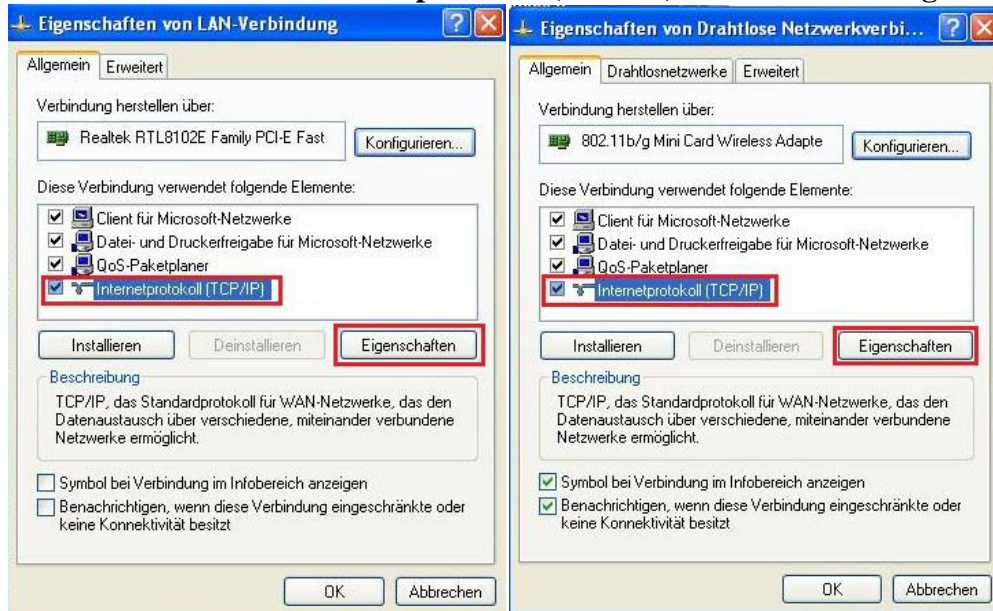 Eigenschaften von LAN-Verbindung
Allgemein Erweitert
Verbindung herstellen über:
Realtek RTL8102E Family PCI-E Fast Konfigurieren...
Diese Verbindung verwendet folgende Elemente:
Client für Microsoft-Netzwerke
Datei- und Druckerfreigabe für Microsoft-Netzwerke
QoS-Paketplaner
Internetprotokoll (TCP/IP)
Installieren Deinstallieren Eigenschaften
Beschreibung
TCP/IP, das Standardprotokoll für WAN-Netzwerke, das den
Datenaustausch über verschiedene, miteinander verbundene
Netzwerke ermöglicht.
Symbol bei Verbindung im Infobereich anzeigen
Benachrichtigen, wenn diese Verbindung eingeschränkte oder
keine Konnektivität besitzt
OK Abbrechen
Eigenschaften von Drahtlose Netzwerkverbi...
Allgemein Drahtlosnetzwerke Erweitert
Verbindung herstellen über:
802.11b/g Mini Card Wireless Adapte Konfigurieren...
Diese Verbindung verwendet folgende Elemente:
Client für Microsoft-Netzwerke
Datei- und Druckerfreigabe für Microsoft-Netzwerke
QoS-Paketplaner
Internetprotokoll (TCP/IP)
Installieren Deinstallieren Eigenschaften
Beschreibung
TCP/IP, das Standardprotokoll für WAN-Netzwerke, das den
Datenaustausch über verschiedene, miteinander verbundene
Netzwerke ermöglicht.
Symbol bei Verbindung im Infobereich anzeigen
Benachrichtigen, wenn diese Verbindung eingeschränkte oder
keine Konnektivität besitzt
OK Abbrechen